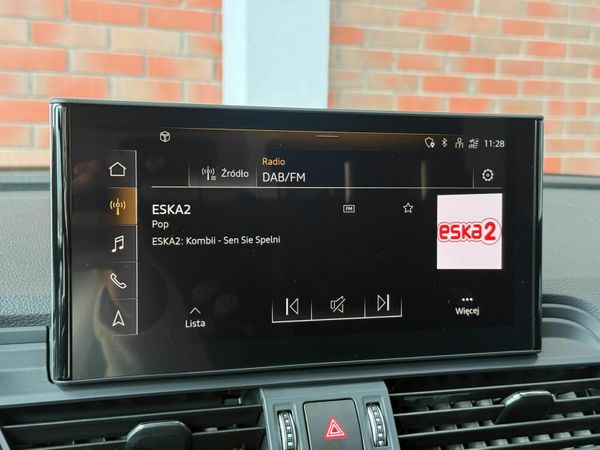 11:28
Radio
Źródło
DAB/FM
ESKA2
FM
Pop
ESKA2: Kombii - Sen Sie Spelni
eska2
Lista
Więcej